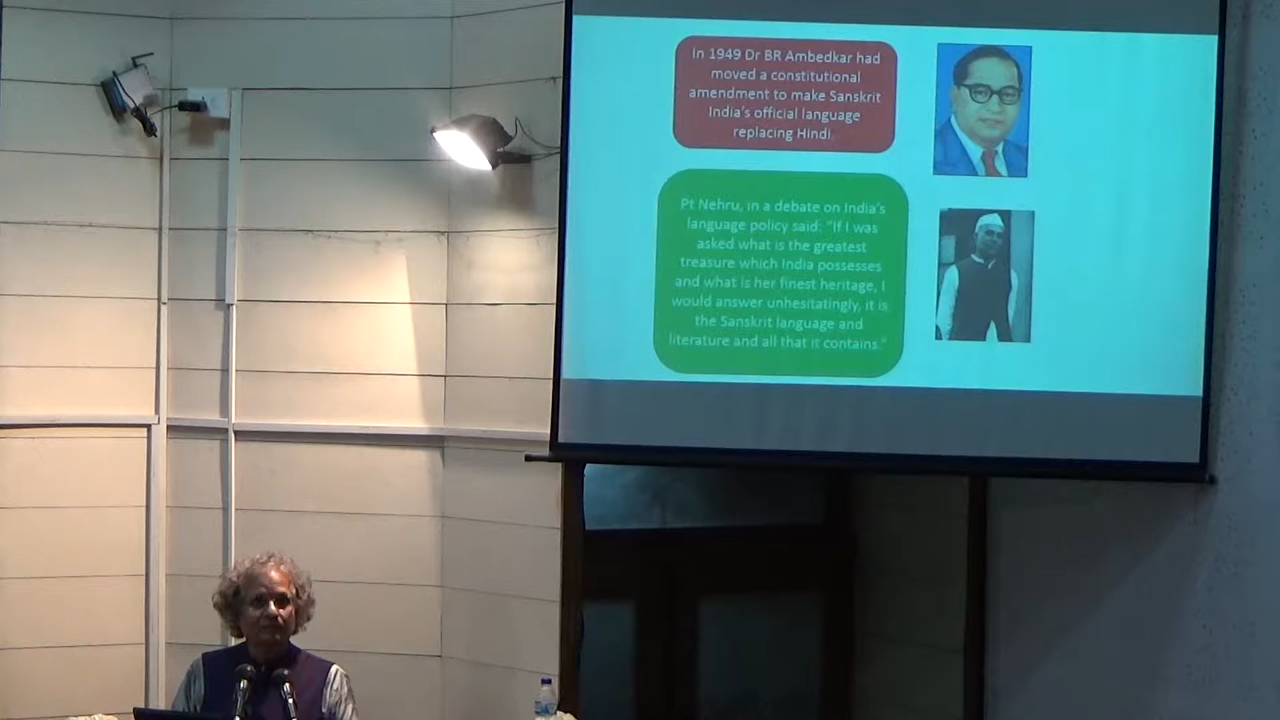 In 1949 Dr BR Ambedkar had
moved a constitutional
amendment to make Sanskrit
India's official language
replacing Hindi.
Pt Nehru, in a debate on India's
language policy said: "If I was
asked what is the greatest
treasure which India possesses
and what is her finest heritage, I
would answer unhesitatingly, it is
the Sanskrit language and
literature and all that it contains."